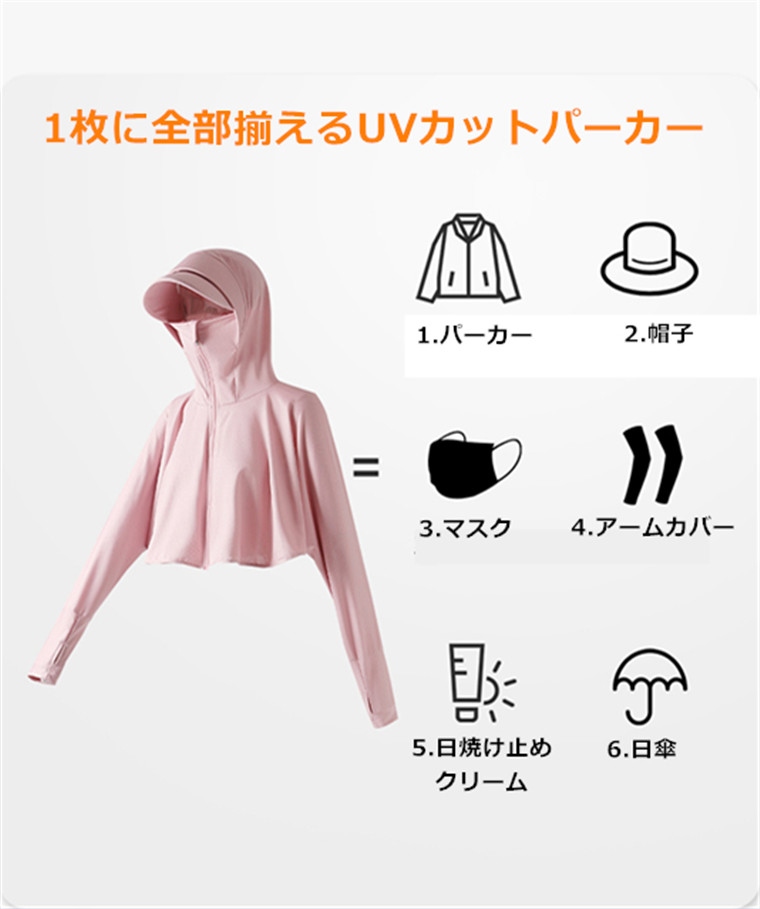 1枚に全部揃えるUVカットパーカー
1.パーカー
2.帽子
=
3.マスク
4.アームカバー
5.日焼け止め
クリーム
6.日傘